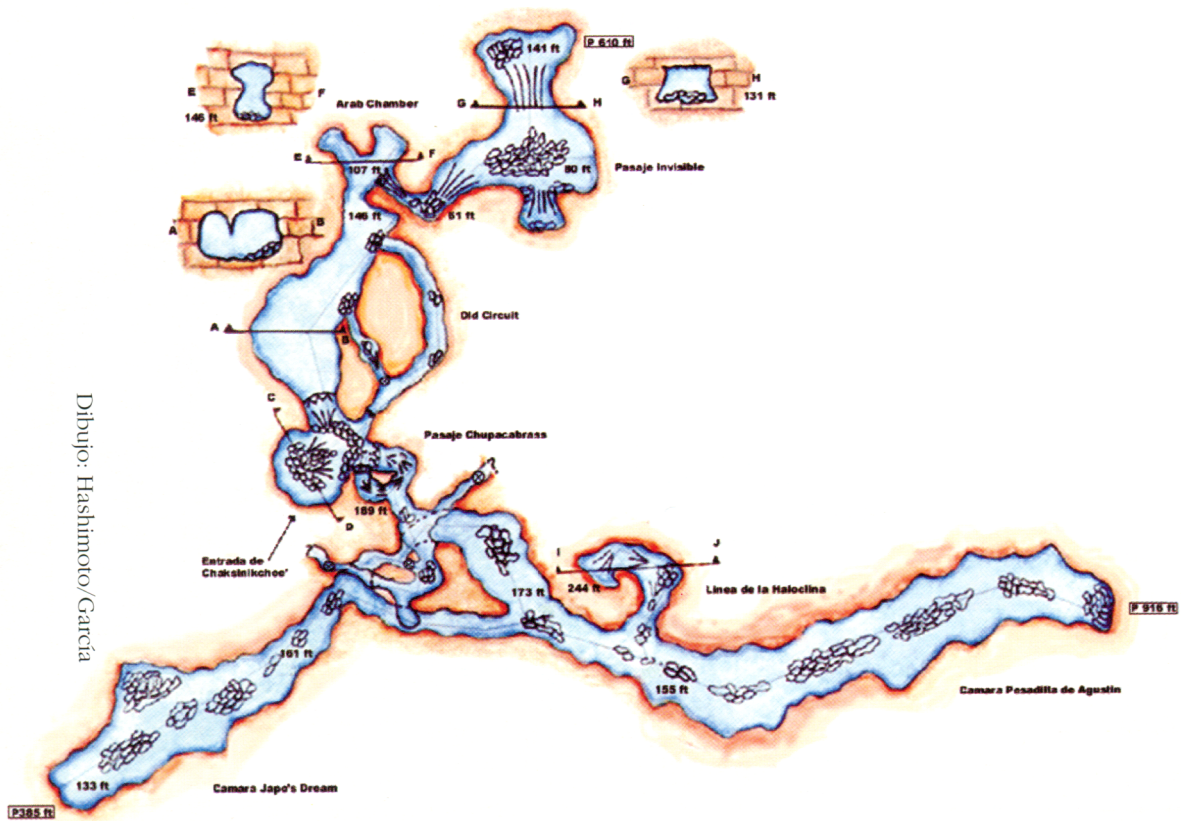 141 ft
P 610 ft
G
H
G
H
131 ft
E
F
146 ft
Arab Chamber
E
F
107 ft
80 ft
Pasaje Invisible
146 ft
51 ft
A
B
Old Circuit
A
B
C
Pasaje Chupacabrass
?
189 ft
D
Entrada de
Chaksinikchoo'
I
J
244 ft
Linea de la Haloclina
173 ft
P 916 ft
161 ft
155 ft
Camara Pesadilla de Agustin
133 ft
Camara Japo's Dream
P385 ft
Dibujo: Hashimoto/García